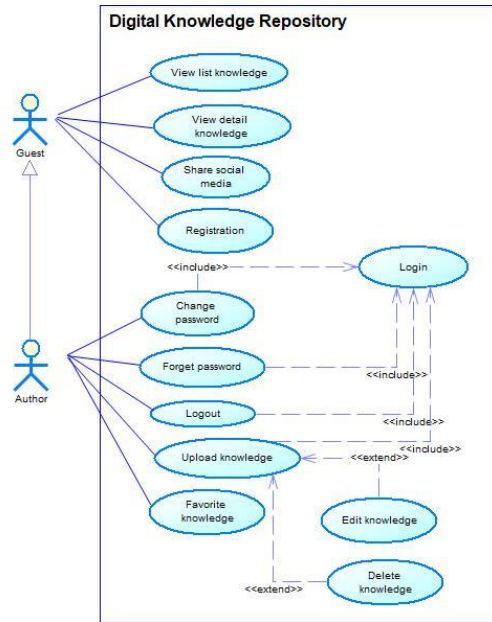 Digital Knowledge Repository
View list knowledge
View detail
knowledge
Guest
Share social
media
Registration
<<include>>
Login
Change
password
Author
Forget password
<<include>>
Logout
Upload knowledge
<<include>>
<<extend>>
Favorite
knowledge
Edit knowledge
Delete
knowledge
<<extend>>